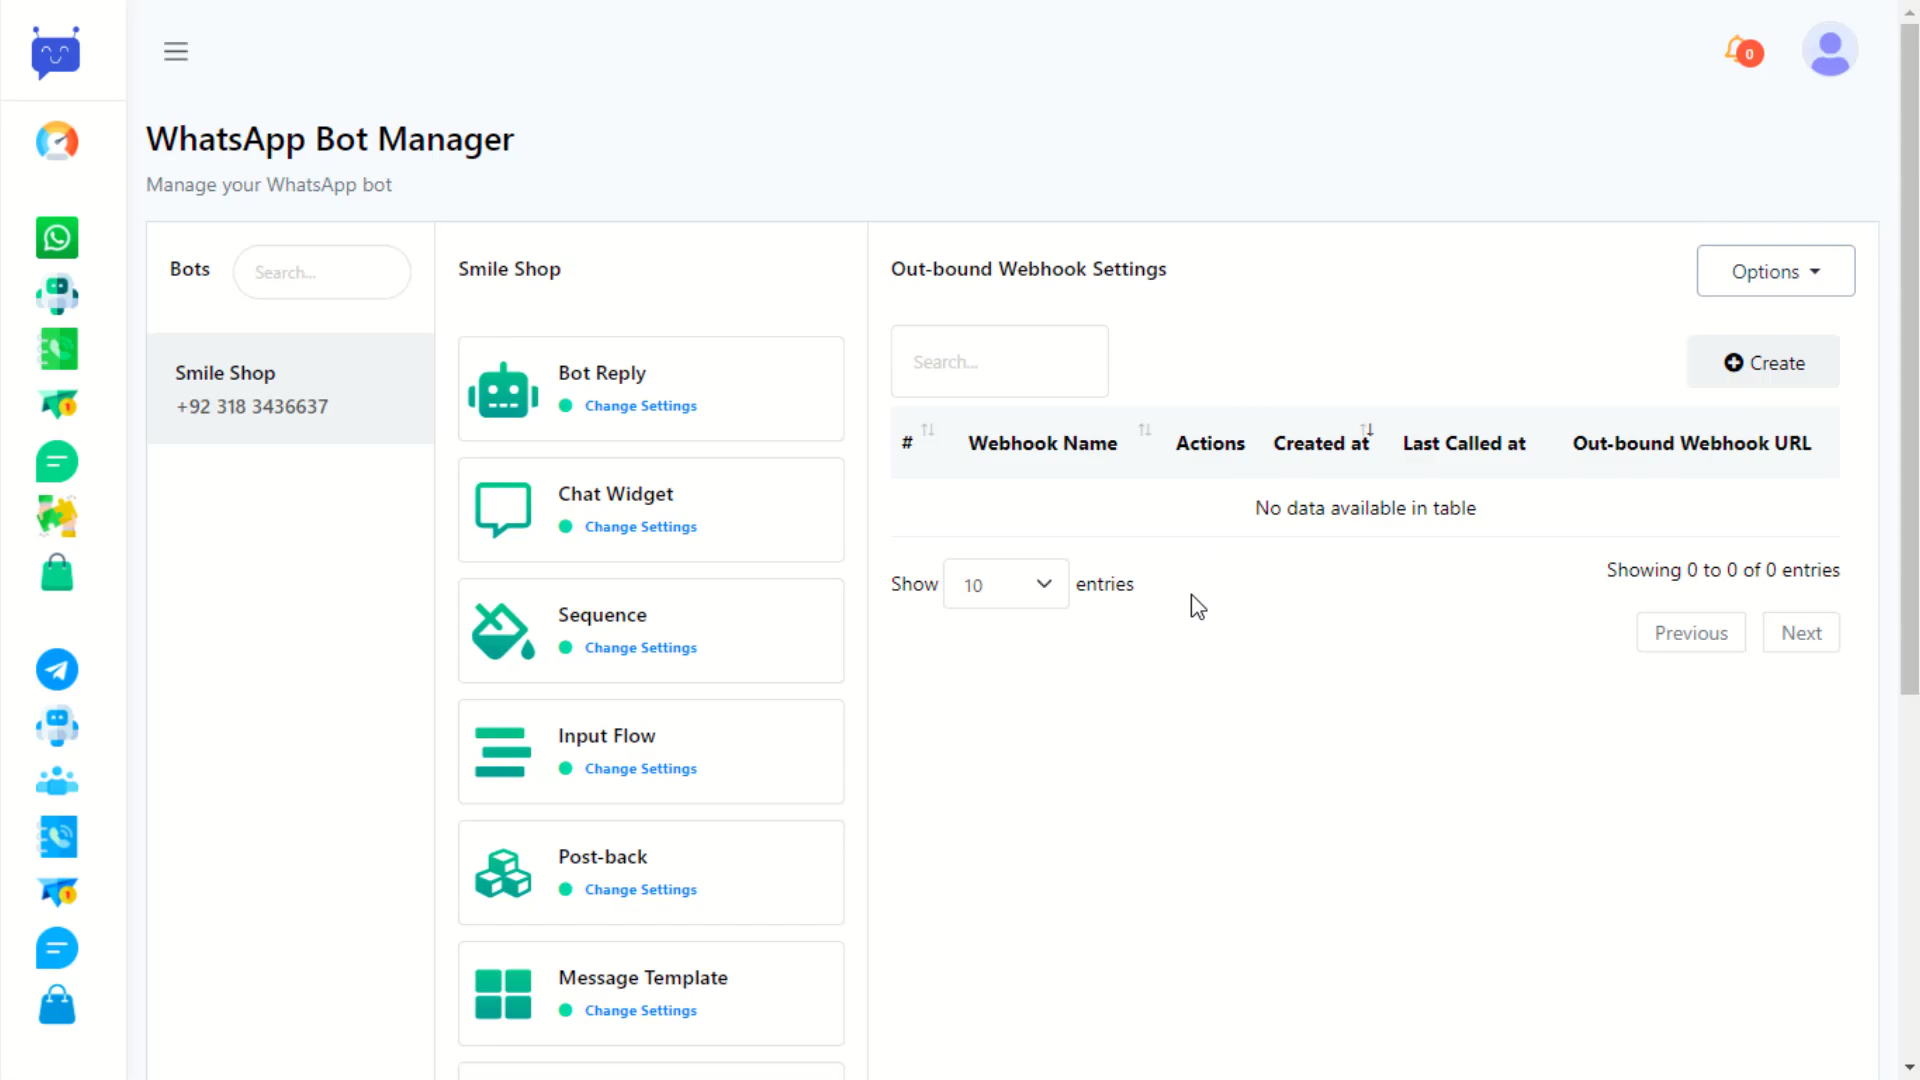 0
WhatsApp Bot Manager
Manage your WhatsApp bot
Bots
Search...
Smile Shop
+92 318 3436637
Smile Shop
Bot Reply
Change Settings
Chat Widget
Change Settings
Sequence
Change Settings
Input Flow
Change Settings
Post-back
Change Settings
Message Template
Change Settings
Out-bound Webhook Settings
Options
Search...
Create
# Webhook Name Actions Created at Last Called at Out-bound Webhook URL
No data available in table
Show 10 entries
Showing 0 to 0 of 0 entries
Previous Next
1
1